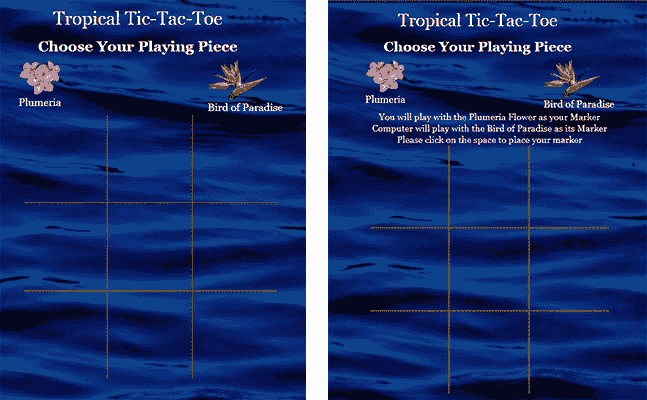 Tropical Tic-Tac-Toe
Choose Your Playing Piece
Plumeria
Bird of Paradise
Tropical Tic-Tac-Toe
Choose Your Playing Piece
Plumeria
Bird of Paradise
You will play with the Plumeria Flower as your Marker
Computer will play with the Bird of Paradise as its Marker
Please click on the space to place your marker